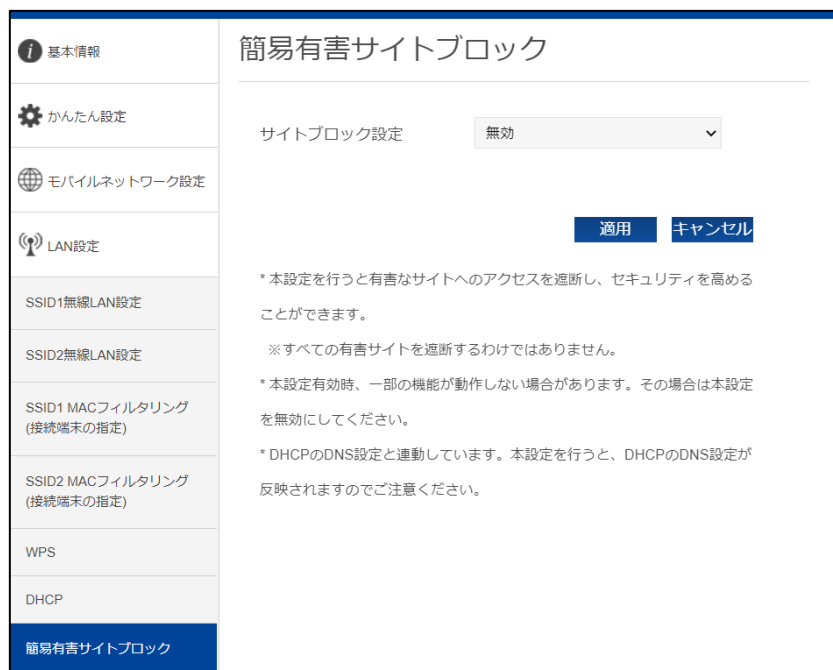 基本情報
かんたん設定
モバイルネットワーク設定
LAN設定
SSID1無線LAN設定
SSID2無線LAN設定
SSID1 MACフィルタリング
(接続端末の指定)
SSID2 MACフィルタリング
(接続端末の指定)
WPS
DHCP
簡易有害サイトブロック
簡易有害サイトブロック
サイトブロック設定 無効
適用 キャンセル
* 本設定を行うと有害なサイトへのアクセスを遮断し、セキュリティを高める
ことができます。
※すべての有害サイトを遮断するわけではありません。
* 本設定有効時、一部の機能が動作しない場合があります。その場合は本設定
を無効にしてください。
* DHCPのDNS設定と連動しています。本設定を行うと、DHCPのDNS設定が
反映されますのでご注意ください。